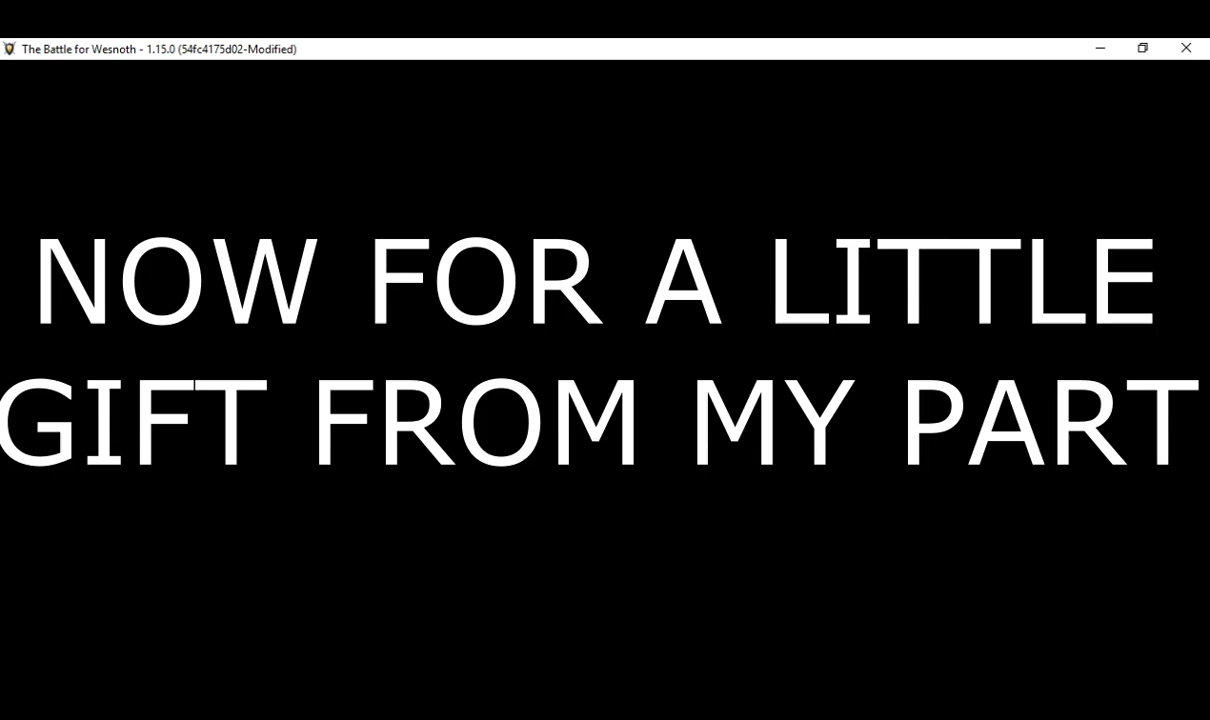 The Battle for Wesnoth - 1.15.0 (54fc4175d02-Modified)
NOW FOR A LITTLE
GIFT FROM MY PART